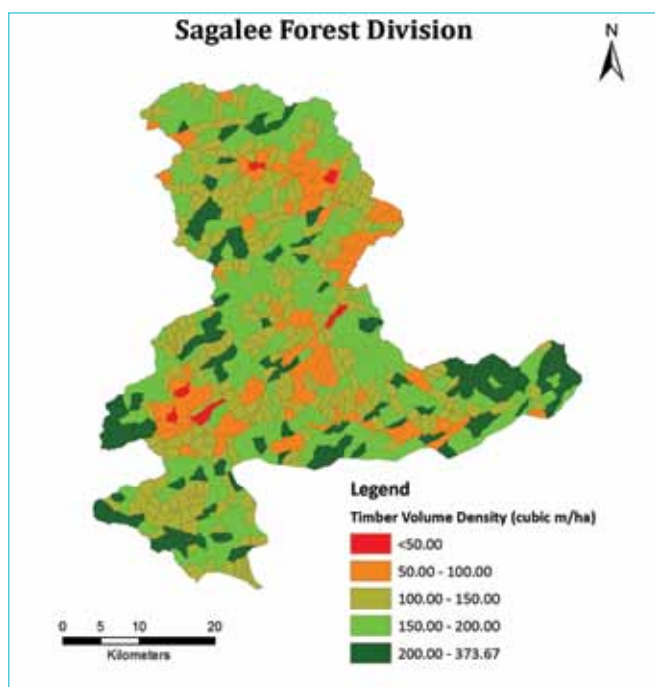 Sagalee Forest Division
N
Legend
Timber Volume Density (cubic m/ha)
<50.00
50.00 - 100.00
100.00 - 150.00
150.00 - 200.00
200.00 - 373.67
0 5 10 20
Kilometers